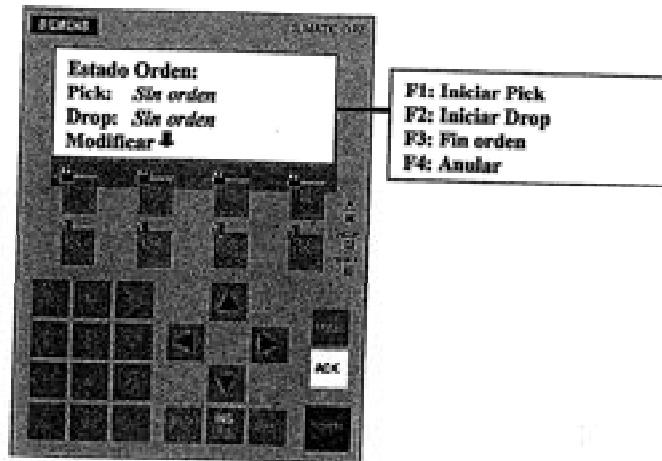 SIEMENS
Estado Orden:
Pick: Sin orden
Drop: Sin orden
Modificar ⬇
F1: Iniciar Pick
F2: Iniciar Drop
F3: Fin orden
F4: Anular
ACK